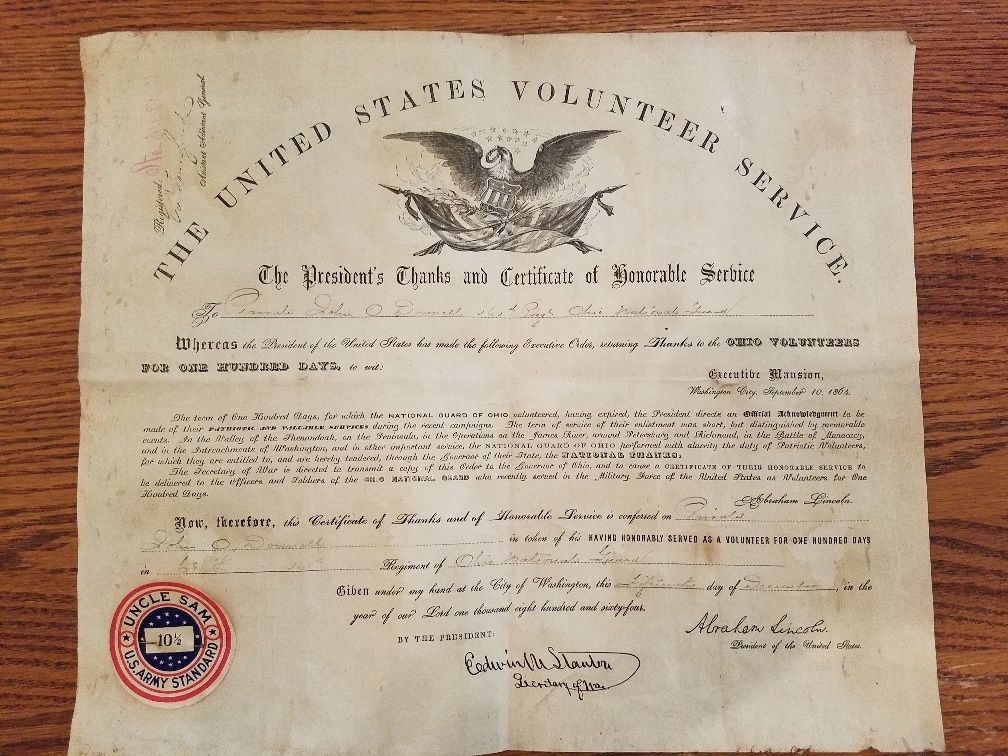 THE UNITED STATES VOLUNTEER SERVICE.
Registered.
Assistant Adjutant General
The President's Thanks and Certificate of Honorable Service
To Private John O Donnell Regt Ohio National Guard
Whereas the President of the United States has made the following Executive Order, returning Thanks to the OHIO VOLUNTEERS
FOR ONE HUNDRED DAYS, to wit:
Executive Mansion,
Washington City, September 10, 1864.
The term of One Hundred Days, for which the NATIONAL GUARD OF OHIO volunteered, having expired, the President directs an Official Acknowledgment to be
made of their PATRIOTIC AND VALUABLE SERVICES during the recent campaigns. The term of service of their enlistment was short, but distinguished by memorable
events. In the Valley of the Shenandoah, on the Peninsula, in the Operations on the James River, around Petersburg and Richmond, in the Battle of Monocacy,
and in the Intrenchments of Washington, and in other important service, the NATIONAL GUARD OF OHIO performed with alacrity the duty of Patriotic Volunteers,
for which they are entitled to, and are hereby tendered, through the Governor of their State, the NATIONAL THANKS.
The Secretary of War is directed to transmit a copy of this Order to the Governor of Ohio, and to cause a CERTIFICATE OF THEIR HONORABLE SERVICE to
be delivered to the Officers and Soldiers of the OHIO NATIONAL GUARD who recently served in the Military Force of the United States as Volunteers for One
Hundred Days.
Abraham Lincoln.
Now, therefore, this Certificate of Thanks and of Honorable Service is conferred on Private
John O Donnell in token of his HAVING HONORABLY SERVED AS A VOLUNTEER FOR ONE HUNDRED DAYS
in Regiment of Ohio National Guard
Given under my hand at the City of Washington, this Fifteenth day of December, in the
year of our Lord one thousand eight hundred and sixty-four.
Abraham Lincoln.
President of the United States.
BY THE PRESIDENT:
Edwin M Stanton
Secretary of War
UNCLE SAM
10½
U.S. ARMY STANDARD